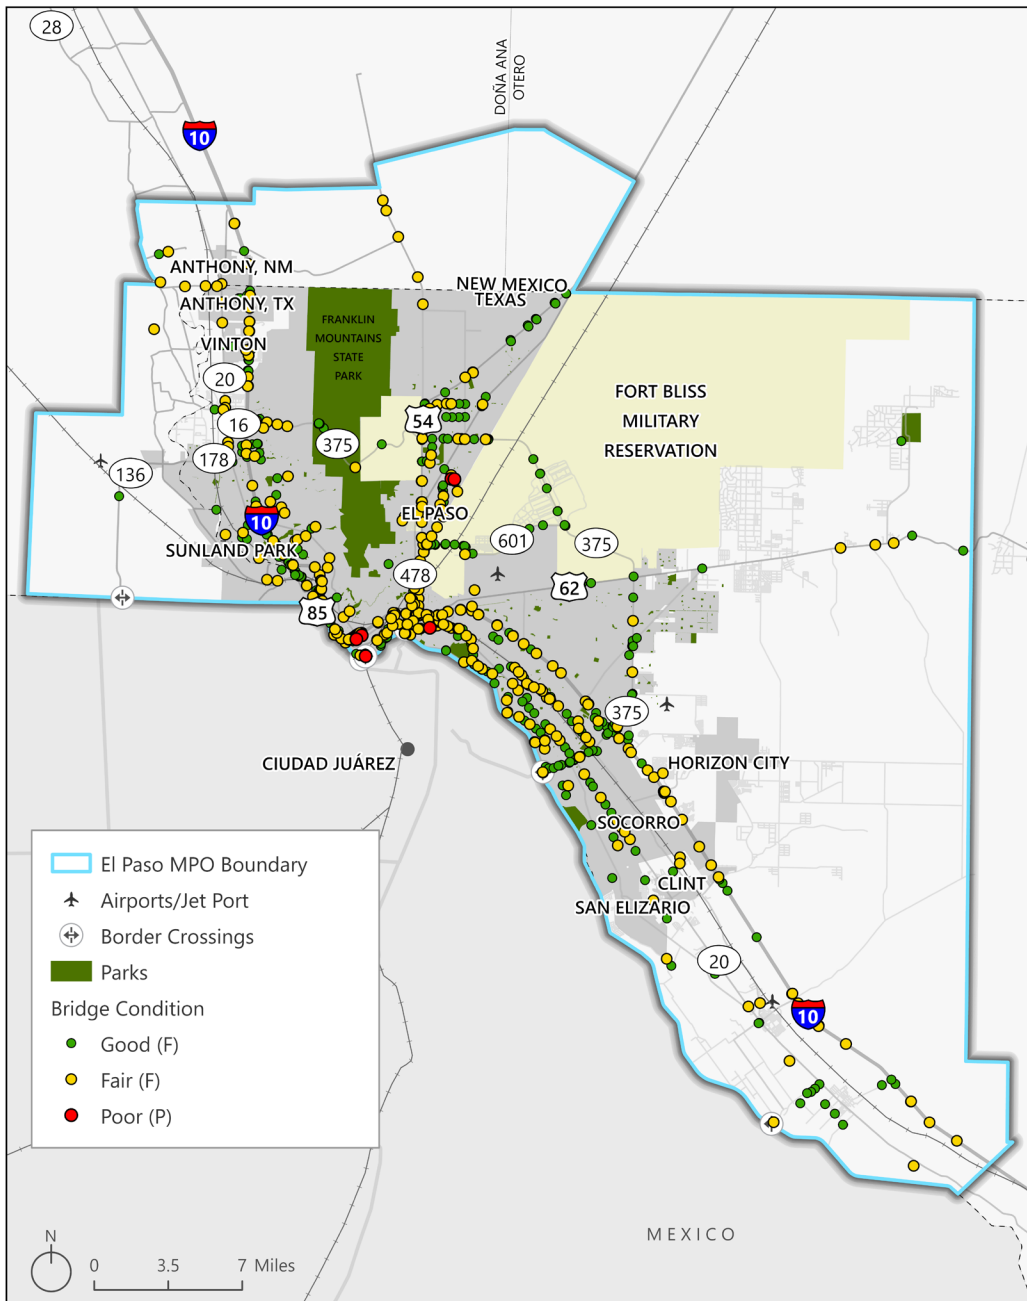 28
DOÑA ANA
OTERO
10
ANTHONY, NM
NEW MEXICO
TEXAS
ANTHONY, TX
FRANKLIN
MOUNTAINS
STATE
PARK
VINTON
20
FORT BLISS
MILITARY
RESERVATION
16
54
375
178
136
EL PASO
10
601
375
SUNLAND PARK
478
62
85
375
CIUDAD JUÁREZ
HORIZON CITY
SOCORRO
CLINT
SAN ELIZARIO
20
10
El Paso MPO Boundary
Airports/Jet Port
Border Crossings
Parks
Bridge Condition
Good (F)
Fair (F)
Poor (P)
MEXICO
N
0 3.5 7 Miles